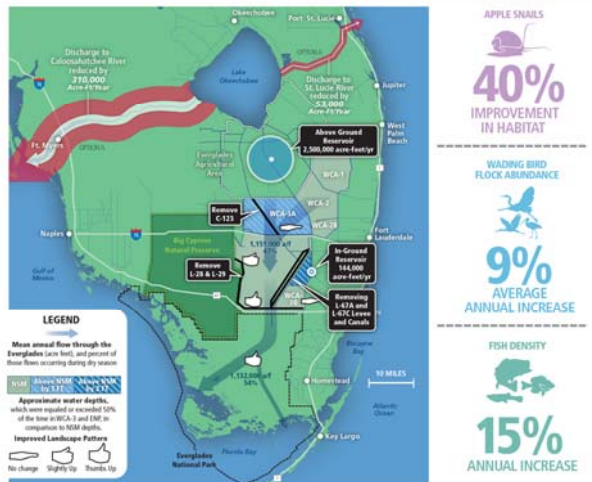 Okeechobee
Port St. Lucie
Discharge to
Caloosahatchee River
reduced by
310,000
Acre-Ft/Year
Lake
Okeechobee
Discharge to
St. Lucie River
reduced by
53,000
Acre-Ft/Year
Jupiter
West
Palm
Beach
Ft. Myers
Above Ground
Reservoir
2,500,000 acre-feet/yr
Everglades
Agricultural
Area
WCA-1
WCA-2
WCA-2B
Remove
C-123
WCA-3A
Fort
Lauderdale
Naples
Big Cypress
Natural Preserve
In-Ground
Reservoir
144,000
acre-feet/yr
Remove
L-28 & L-29
Gulf of
Mexico
Removing
L-67A and
L-67C Levee
and Canals
Biscayne
Bay
1,132,000 a/f
54%
Homestead
10 MILES
Atlantic
Ocean
Key Largo
Florida Bay
Everglades
National Park
LEGEND
Mean annual flow through the
Everglades (acre feet), and percent of
those flows occurring during dry season
NSM
Approximate water depths,
which were equaled or exceeded 50%
of the time in WCA-3 and ENP, in
comparison to NSM depths.
Improved Landscape Pattern
No change Slightly Up Thumbs Up
APPLE SNAILS
40%
IMPROVEMENT
IN HABITAT
WADING BIRD
FLOCK ABUNDANCE
9%
AVERAGE
ANNUAL INCREASE
FISH DENSITY
15%
ANNUAL INCREASE